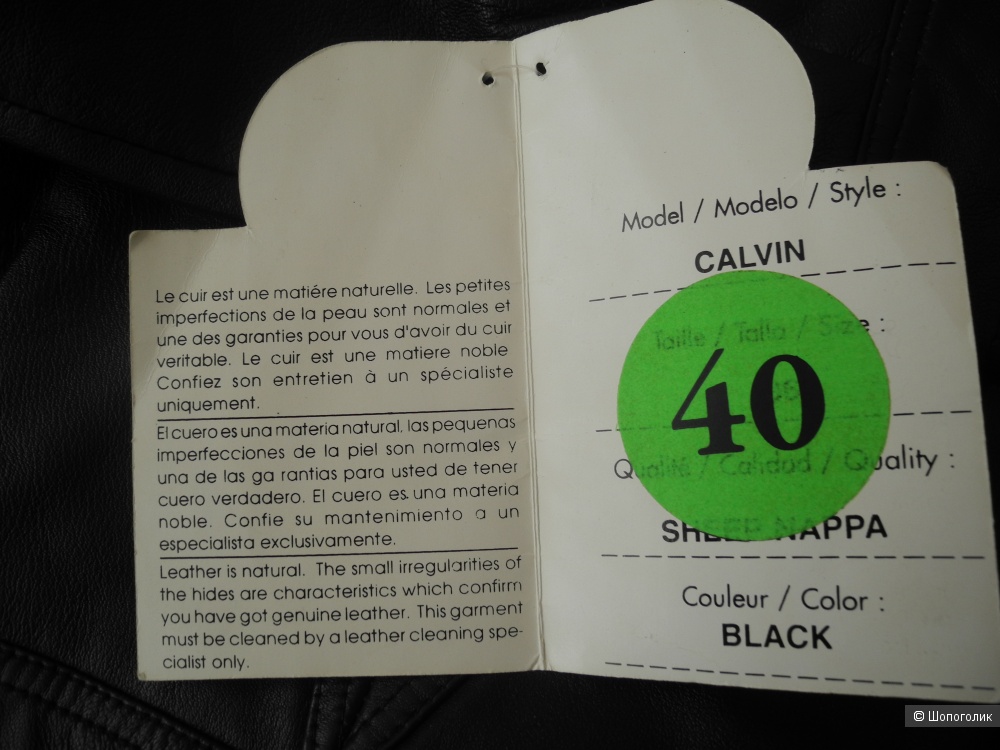 Le cuir est une matiére naturelle. Les petites
imperfections de la peau sont normales et
une des garanties pour vous d'avoir du cuir
veritable. Le cuir est une matiere noble
Confiez son entretien à un spécialiste
uniquement.
El cuero es una materia natural. las pequenas
imperfecciones de la piel son normales y
una de las ga rantias para usted de tener
cuero verdadero. El cuero es una materia
noble. Confie su mantenimiento a un
especialista exclusivamente.
Leather is natural. The small irregularities of
the hides are characteristics which confirm
you have got genuine leather. This garment
must be cleaned by a leather cleaning spe-
cialist only.
Model / Modelo / Style :
CALVIN
Taille / Talla / Size :
40
Qualité / Calidad / Quality :
SHEEP NAPPA
Couleur / Color :
BLACK
© Шопоголик